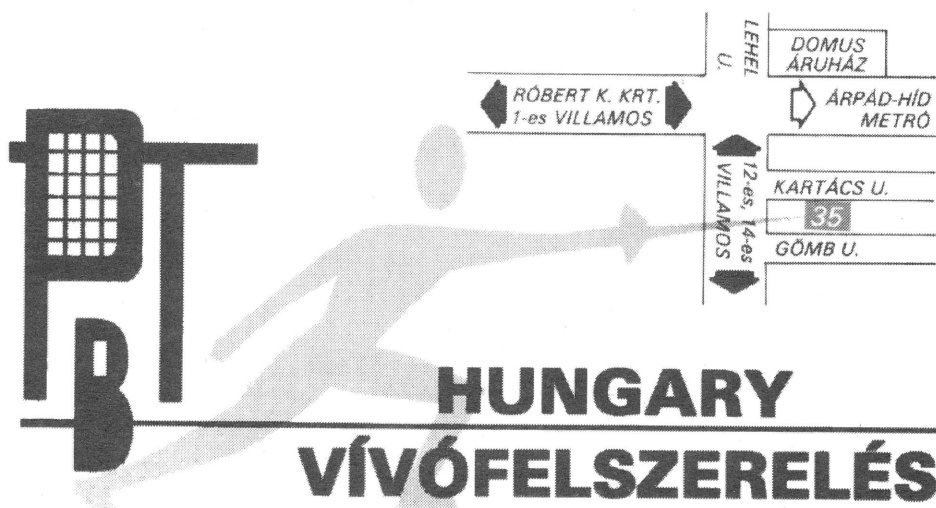 LEHEL
U.
DOMUS
ÁRUHÁZ
RÓBERT K. KRT.
1-es VILLAMOS
ÁRPÁD-HÍD
METRÓ
12-es, 14-es
VILLAMOS
KARTÁCS U.
35
GÖMB U.
PT
B
HUNGARY
VÍVÓFELSZERELÉS